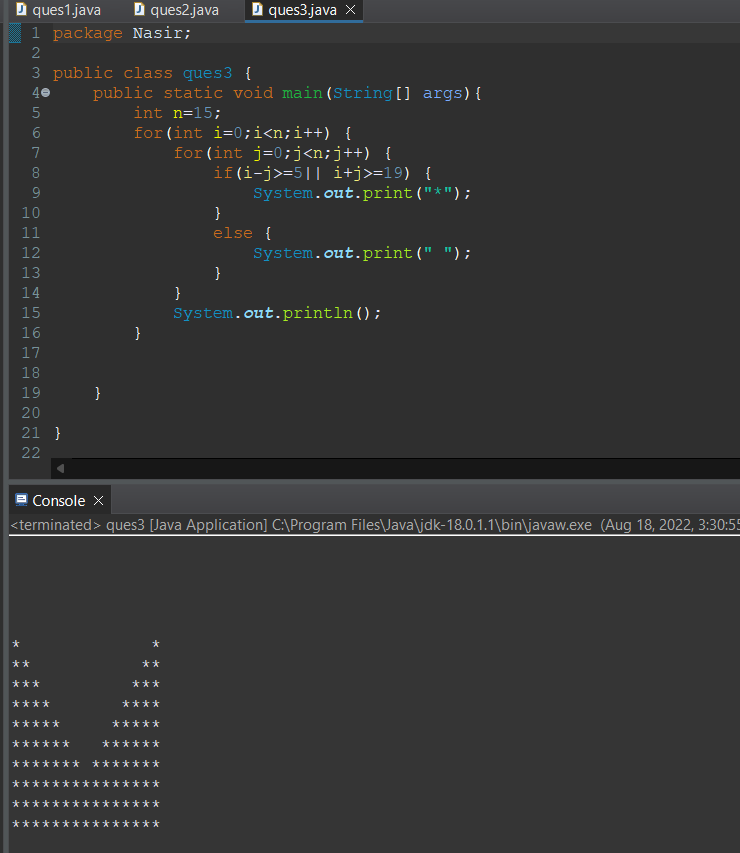 ques1.java ques2.java ques3.java
1 package Nasir;
2
3 public class ques3 {
4 public static void main(String[] args){
5 int n=15;
6 for(int i=0;i<n;i++) {
7 for(int j=0;j<n;j++) {
8 if(i-j>=5|| i+j>=19) {
9 System.out.print("*");
10 }
11 else {
12 System.out.print(" ");
13 }
14 }
15 System.out.println();
16 }
17
18
19 }
20
21 }
22
Console
<terminated> ques3 [Java Application] C:\Program Files\Java\jdk-18.0.1.1\bin\javaw.exe (Aug 18, 2022, 3:30:55
*             *
**           **
***         ***
****       ****
*****     *****
******   ******
******* *******
***************
***************
***************